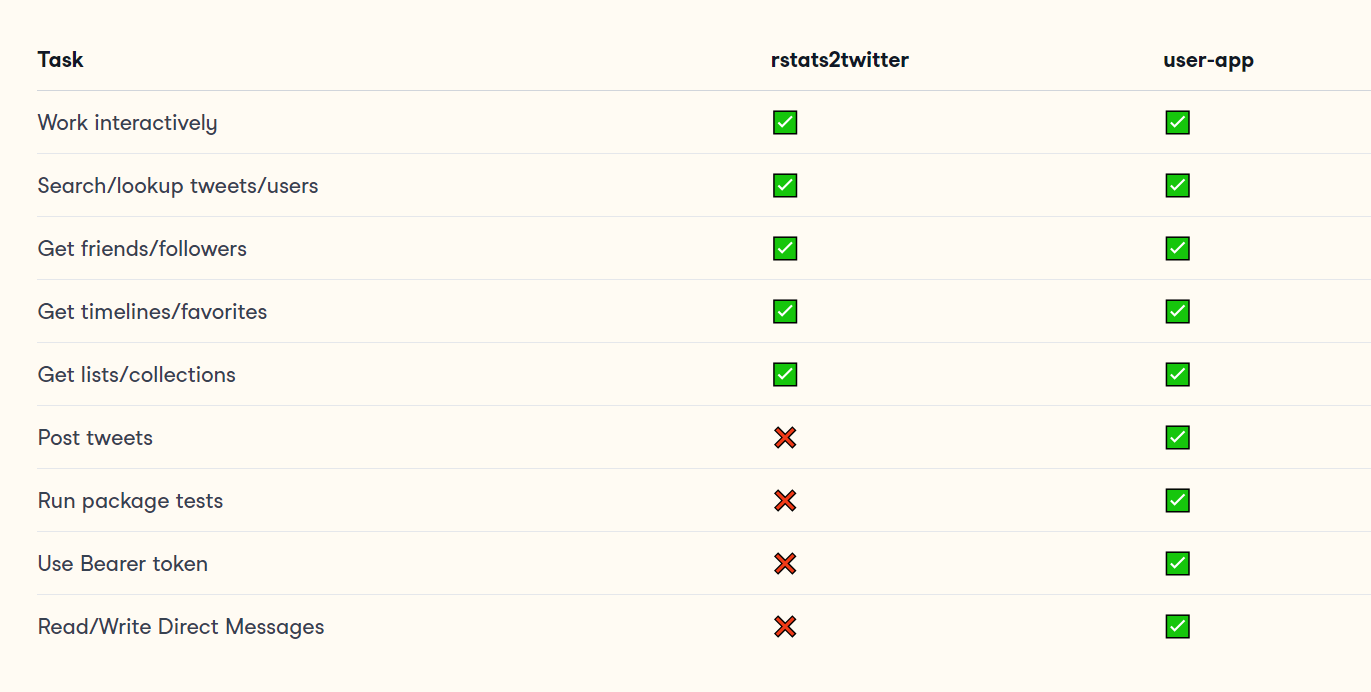 Task rstats2twitter user-app
Work interactively ✅ ✅
Search/lookup tweets/users ✅ ✅
Get friends/followers ✅ ✅
Get timelines/favorites ✅ ✅
Get lists/collections ✅ ✅
Post tweets ❌ ✅
Run package tests ❌ ✅
Use Bearer token ❌ ✅
Read/Write Direct Messages ❌ ✅